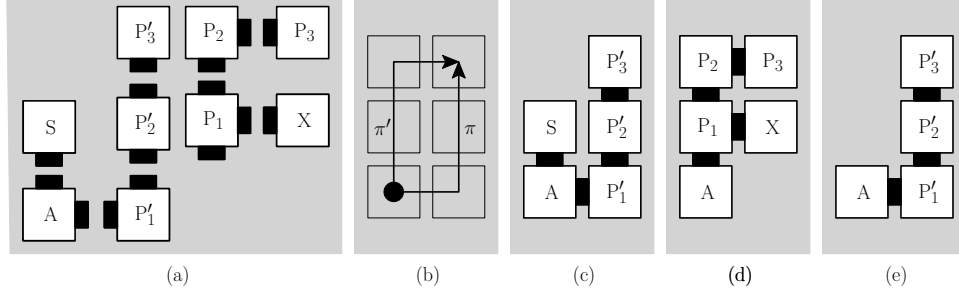 P′₃ P₂ P₃
S P′₂ P₁ X
A P′₁
(a)
π′ π
(b)
P′₃
S P′₂
A P′₁
(c)
P₂ P₃
P₁ X
A
(d)
P′₃
P′₂
A P′₁
(e)